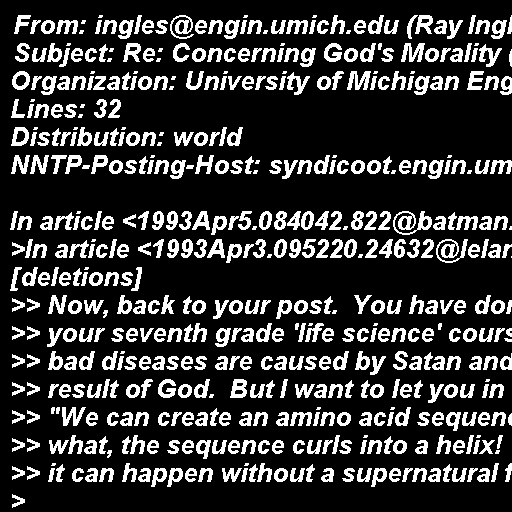 From: ingles@engin.umich.edu (Ray Ingl
Subject: Re: Concerning God's Morality (
Organization: University of Michigan Eng
Lines: 32
Distribution: world
NNTP-Posting-Host: syndicoot.engin.um
In article <1993Apr5.084042.822@batman.
>In article <1993Apr3.095220.24632@lelan
[deletions]
>> Now, back to your post.  You have don
>> your seventh grade 'life science' cours
>> bad diseases are caused by Satan and
>> result of God.  But I want to let you in
>> "We can create an amino acid sequenc
>> what, the sequence curls into a helix!
>> it can happen without a supernatural f
>